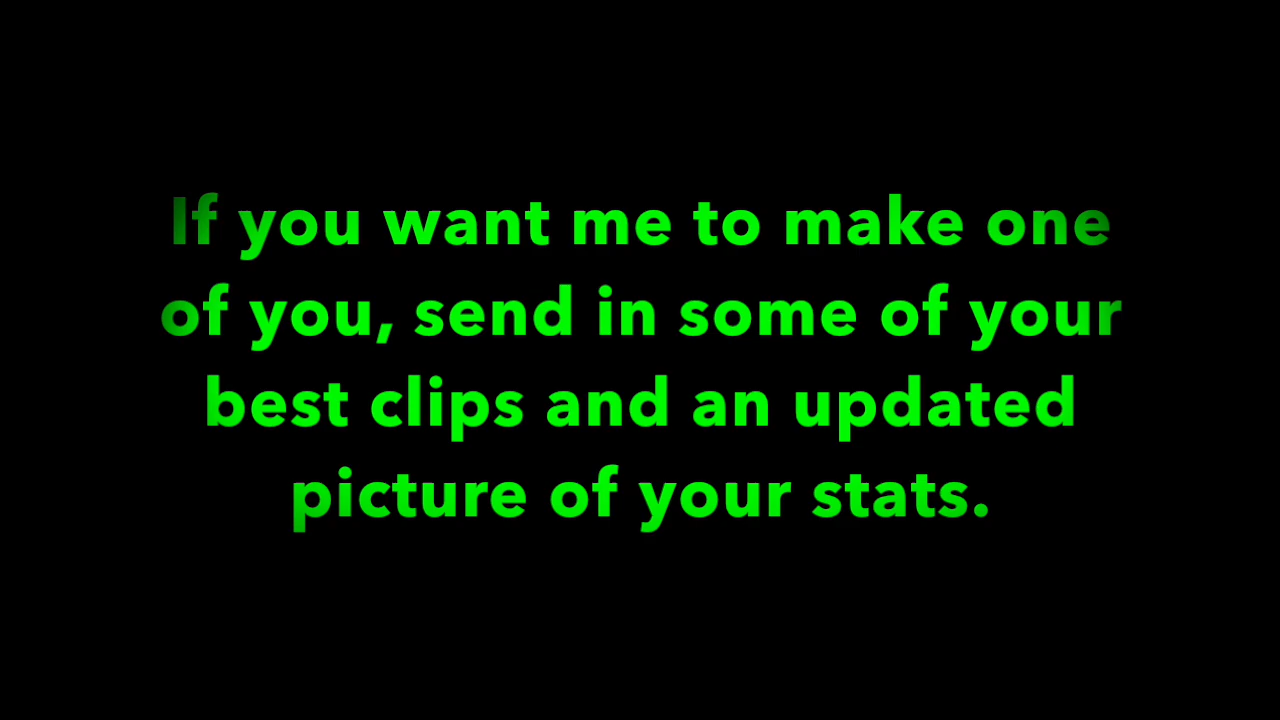 If you want me to make one
of you, send in some of your
best clips and an updated
picture of your stats.